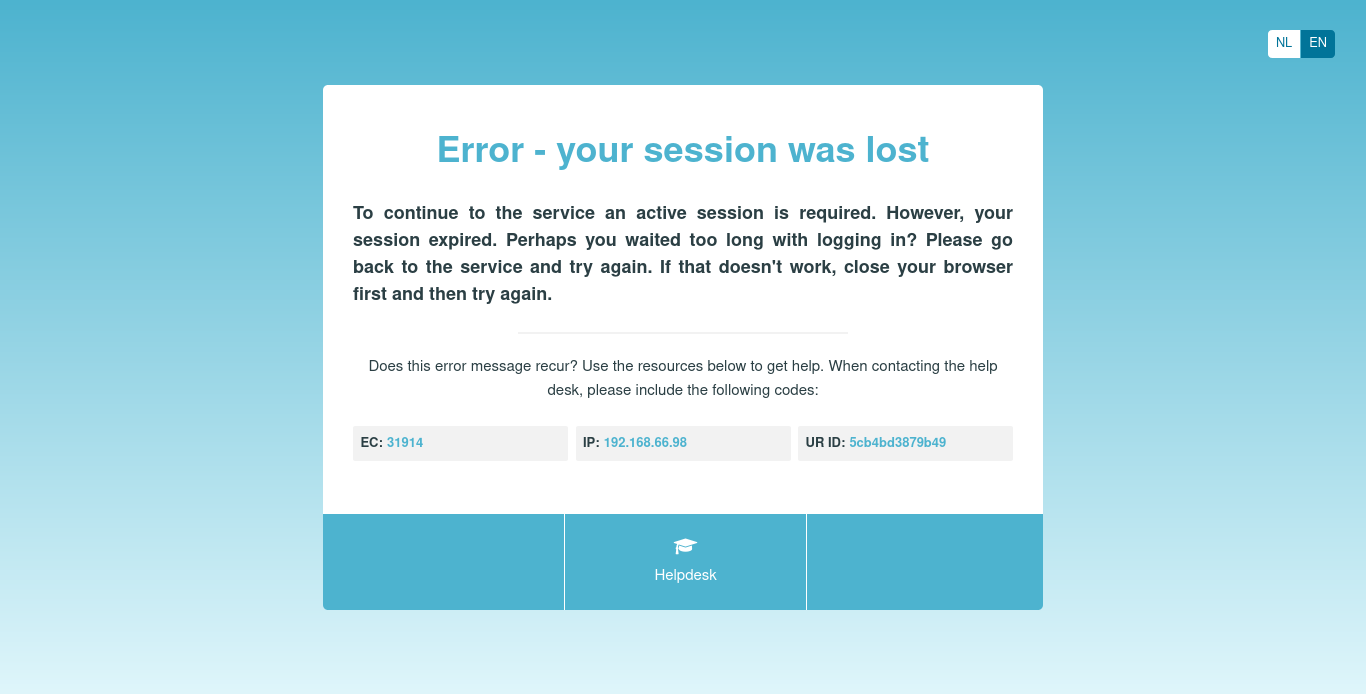 NL EN
Error - your session was lost
To continue to the service an active session is required. However, your
session expired. Perhaps you waited too long with logging in? Please go
back to the service and try again. If that doesn't work, close your browser
first and then try again.
Does this error message recur? Use the resources below to get help. When contacting the help
desk, please include the following codes:
EC: 31914 IP: 192.168.66.98 UR ID: 5cb4bd3879b49
Helpdesk